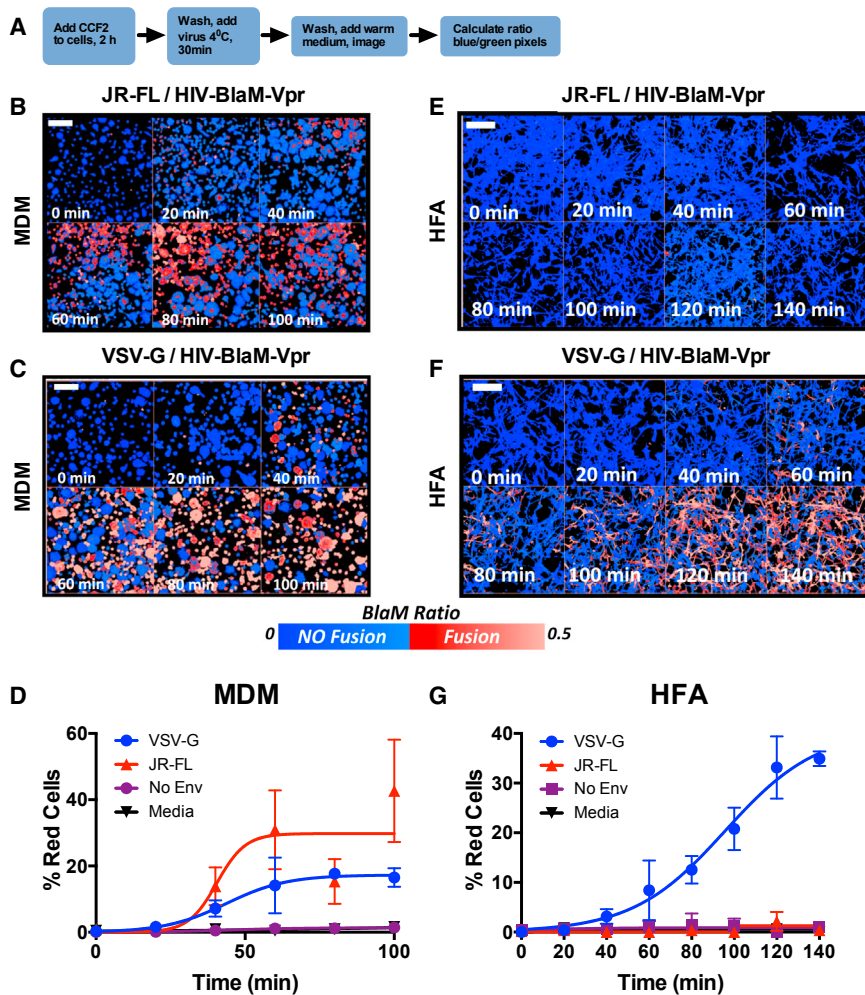 A
Add CCF2
to cells, 2 h
Wash, add
virus 4⁰C,
30min
Wash, add warm
medium, image
Calculate ratio
blue/green pixels
B
JR-FL / HIV-BlaM-Vpr
MDM
0 min
20 min
40 min
60 min
80 min
100 min
C
VSV-G / HIV-BlaM-Vpr
MDM
0 min
20 min
40 min
60 min
80 min
100 min
E
JR-FL / HIV-BlaM-Vpr
HFA
0 min
20 min
40 min
60 min
80 min
100 min
120 min
140 min
F
VSV-G / HIV-BlaM-Vpr
HFA
0 min
20 min
40 min
60 min
80 min
100 min
120 min
140 min
BlaM Ratio
0 NO Fusion Fusion 0.5
D
MDM
VSV-G
JR-FL
No Env
Media
% Red Cells
60
40
20
0
0 50 100
Time (min)
G
HFA
VSV-G
JR-FL
No Env
Media
% Red Cells
40
30
20
10
0
0 20 40 60 80 100 120 140
Time (min)